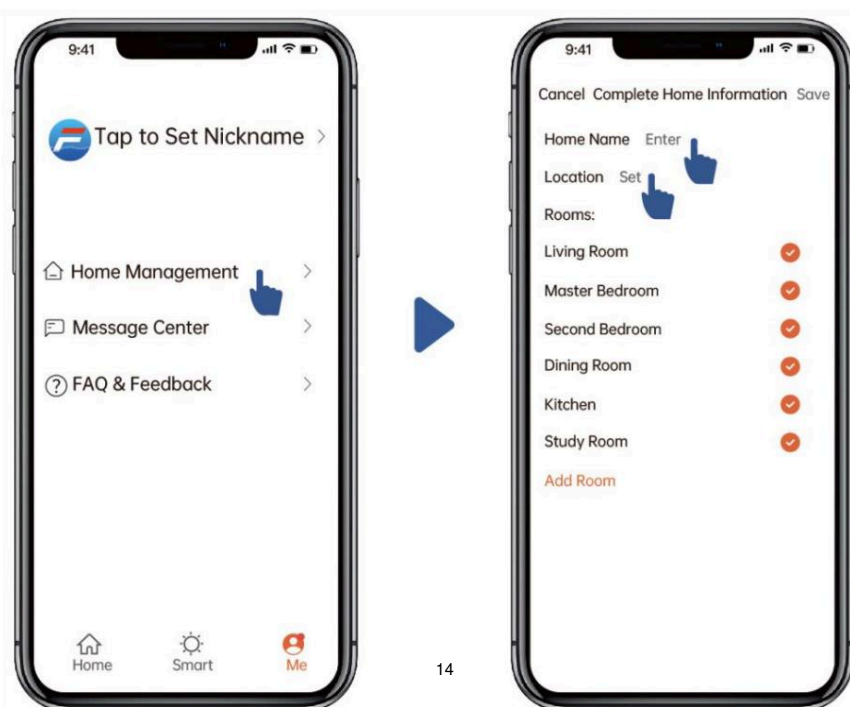 9:41
Tap to Set Nickname
Home Management
Message Center
FAQ & Feedback
Home
Smart
Me
14
9:41
Cancel Complete Home Information Save
Home Name Enter
Location Set
Rooms:
Living Room
Master Bedroom
Second Bedroom
Dining Room
Kitchen
Study Room
Add Room